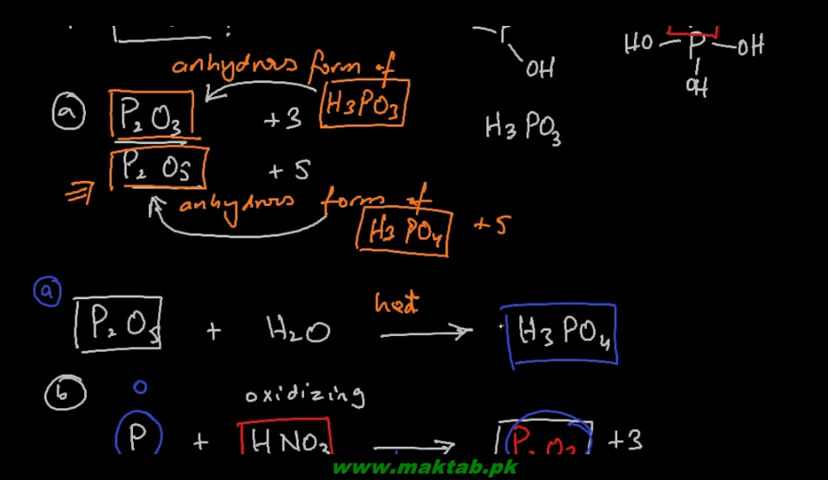 HO P OH
OH
OH
anhydrous form of
(a) P2O3 +3 H3PO3
H3PO3
P2O5 +5
anhydrous form of
H3PO4 +5
(a)
P2O5 + H2O heat → H3PO4
(b) 0 oxidizing
P + HNO3 → P2O3 +3
www.maktab.pk